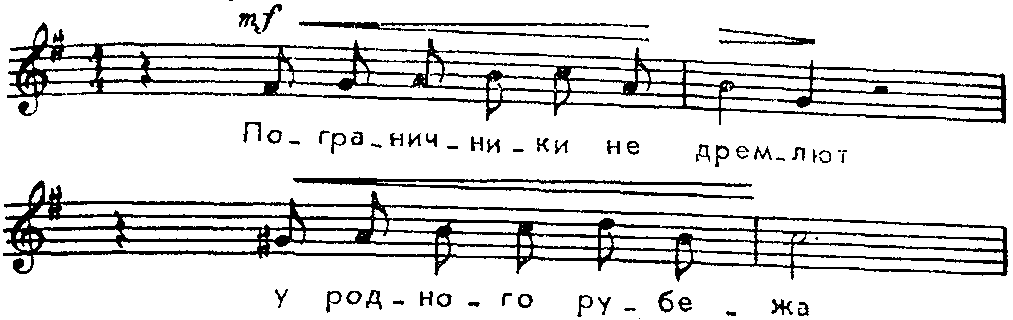 mf
По-гра-нич-ни-ки не дрем-лют
у род-но-го ру-бе-жа